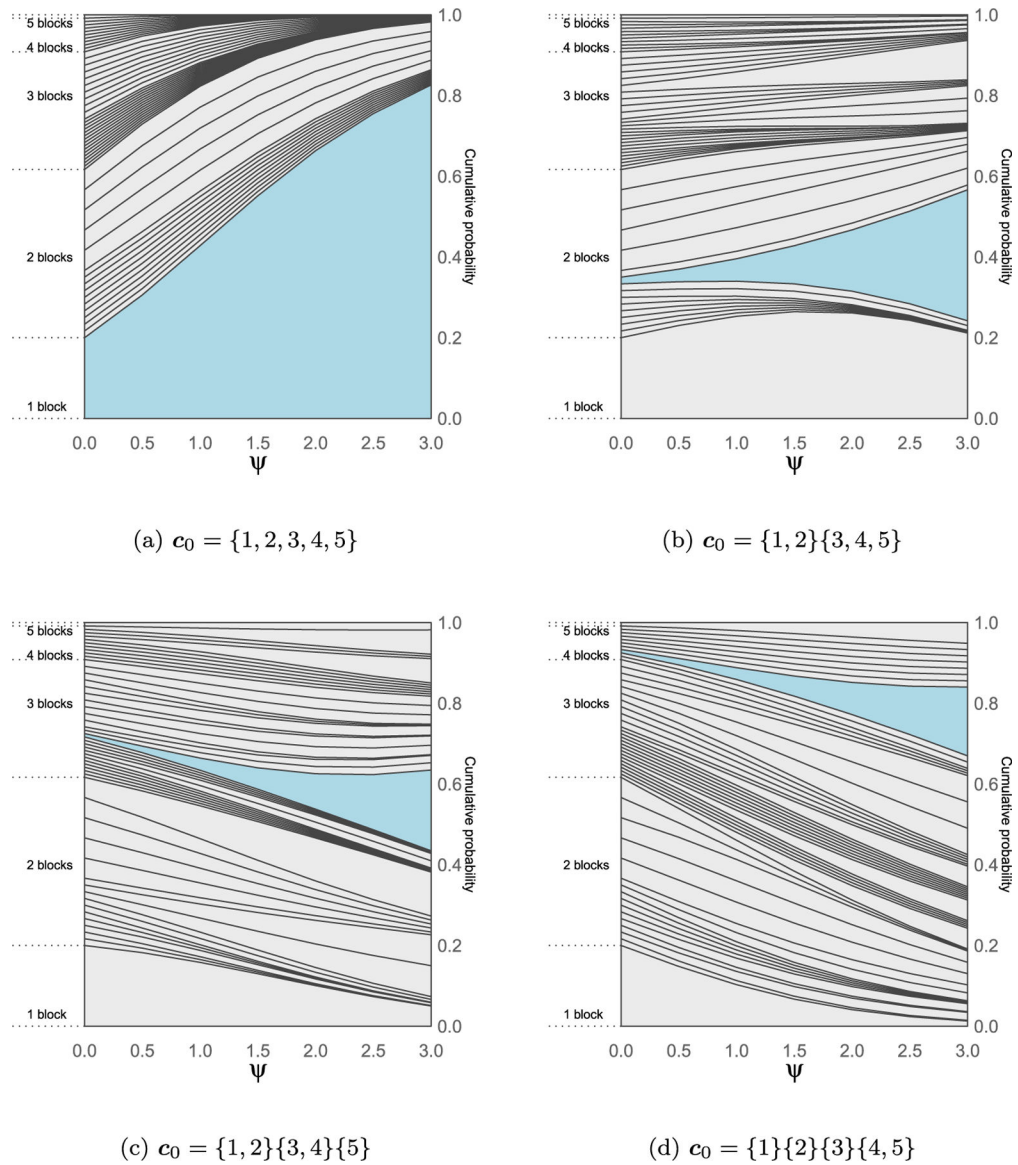 5 blocks
4 blocks
3 blocks
2 blocks
1 block
1.0
0.8
0.6
0.4
0.2
0.0
Cumulative probability
0.0 0.5 1.0 1.5 2.0 2.5 3.0
Ψ
(a) c₀ = {1, 2, 3, 4, 5}
5 blocks
4 blocks
3 blocks
2 blocks
1 block
1.0
0.8
0.6
0.4
0.2
0.0
Cumulative probability
0.0 0.5 1.0 1.5 2.0 2.5 3.0
Ψ
(b) c₀ = {1, 2}{3, 4, 5}
5 blocks
4 blocks
3 blocks
2 blocks
1 block
1.0
0.8
0.6
0.4
0.2
0.0
Cumulative probability
0.0 0.5 1.0 1.5 2.0 2.5 3.0
Ψ
(c) c₀ = {1, 2}{3, 4}{5}
5 blocks
4 blocks
3 blocks
2 blocks
1 block
1.0
0.8
0.6
0.4
0.2
0.0
Cumulative probability
0.0 0.5 1.0 1.5 2.0 2.5 3.0
Ψ
(d) c₀ = {1}{2}{3}{4, 5}